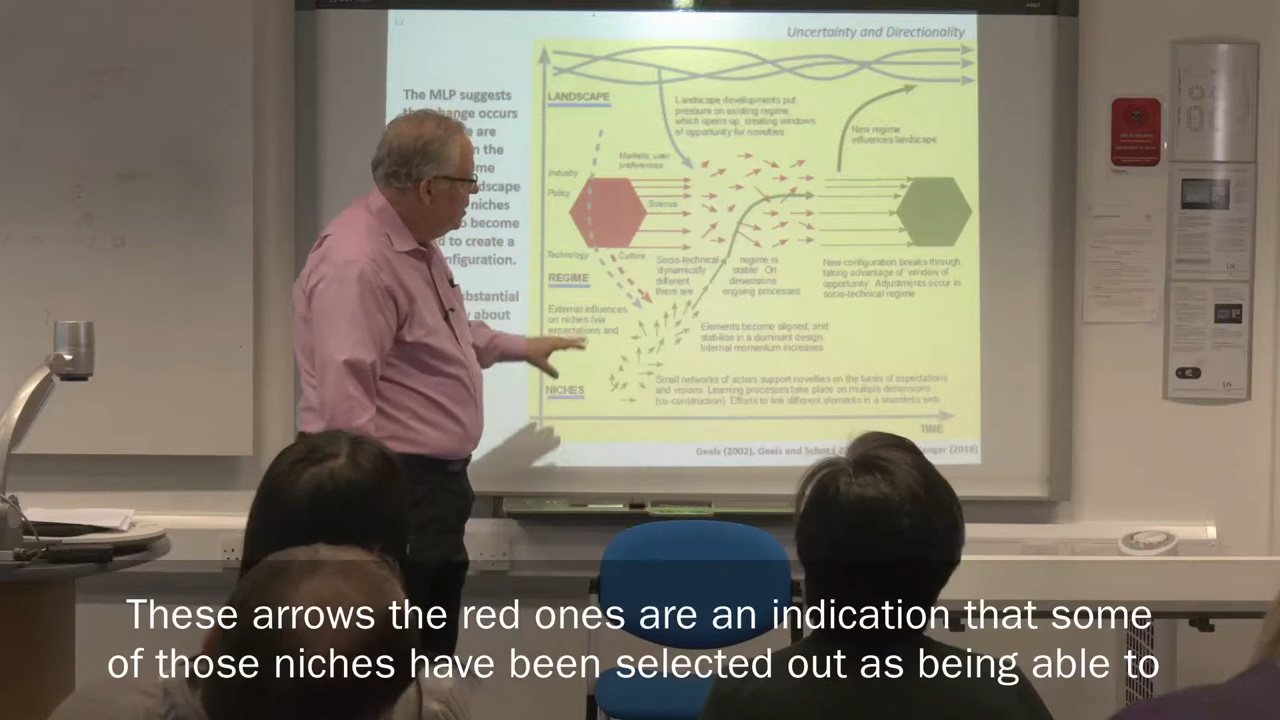 12
Uncertainty and Directionality
The MLP suggests
change occurs
are
the
niches
become
to create a
LANDSCAPE
Landscape developments put
pressure on existing regime,
which opens up, creating windows
of opportunity for novelties
New regime
influences landscape
Markets, user
preferences
Industry
Policy
Science
Technology
Culture
REGIME
Socio-technical
'dynamically
different
there are
regime is
stable' On
dimensions
ongoing processes
New configuration breaks through,
taking advantage of 'window of
opportunity' Adjustments occur in
socio-technical regime
External influences
on niches (via
expectations and
about
Elements become aligned, and
stabilise in a dominant design
Internal momentum increases
NICHES
Small networks of actors support novelties on the basis of expectations
and visions. Learning processes take place on multiple dimensions
(co-construction). Efforts to link different elements in a seamless web
TIME
Geels (2002), Geels and Schot
These arrows the red ones are an indication that some
of those niches have been selected out as being able to